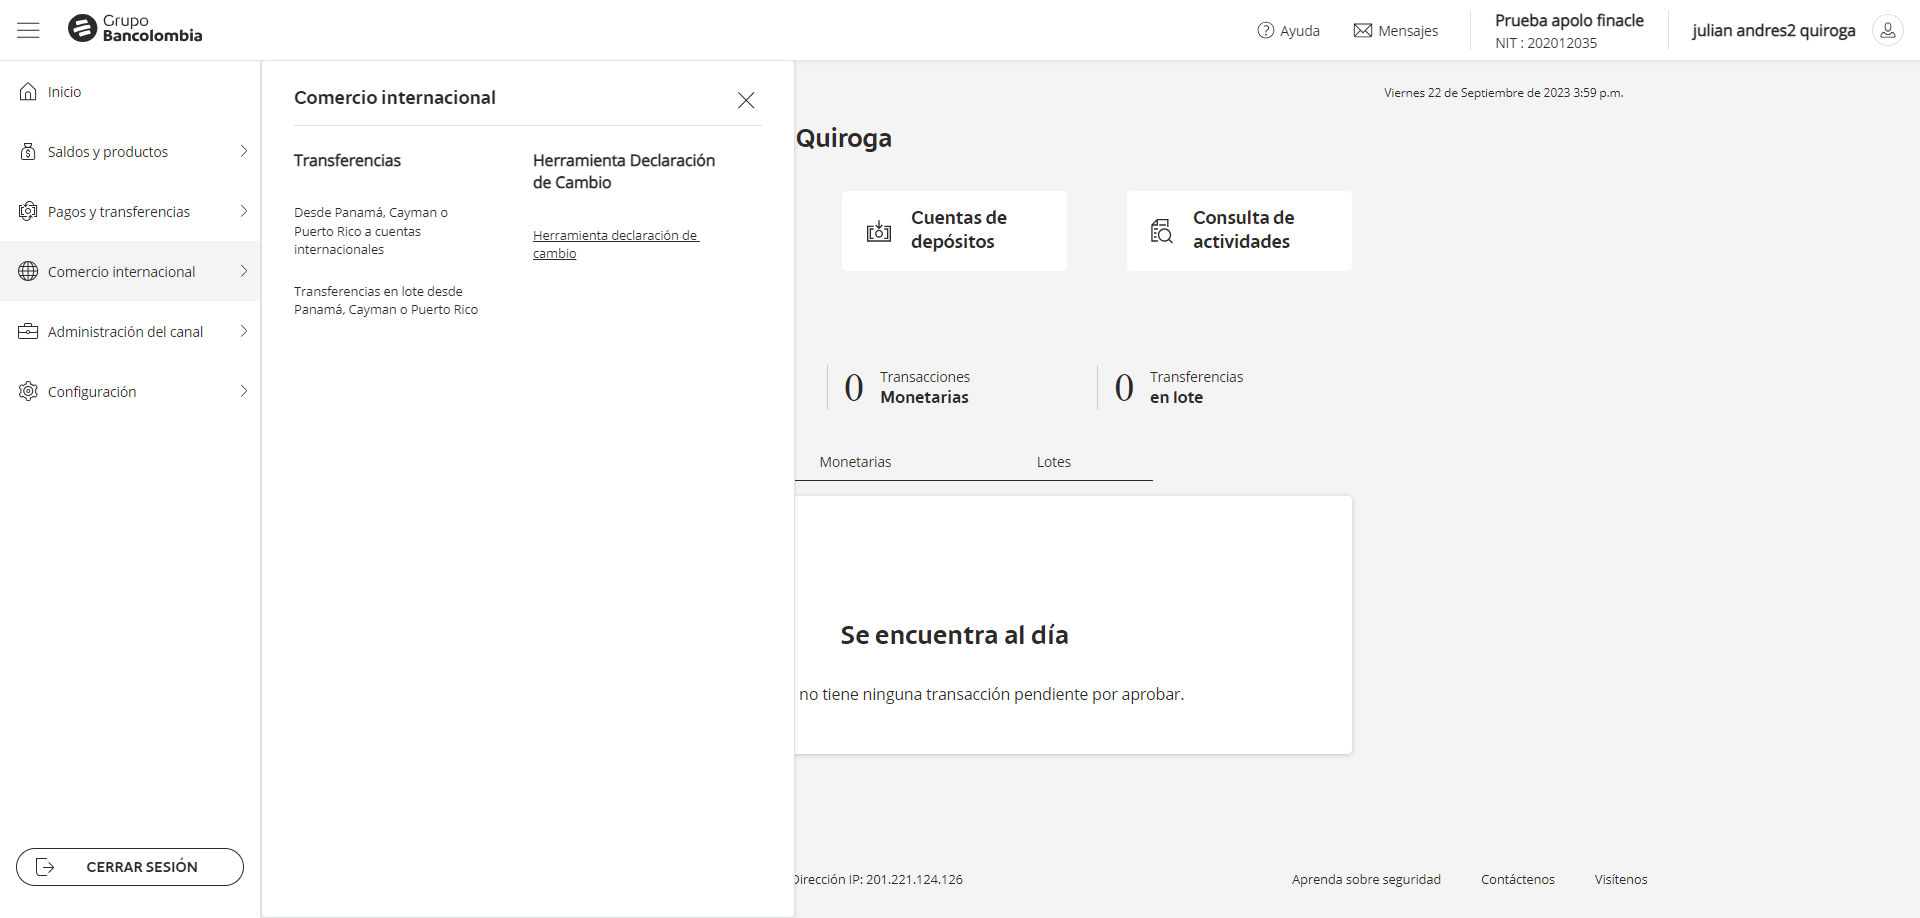 Grupo
Bancolombia
Ayuda
Mensajes
Prueba apolo finacle
NIT : 202012035
julian andres2 quiroga
Inicio
Saldos y productos
Pagos y transferencias
Comercio internacional
Administración del canal
Configuración
CERRAR SESIÓN
Comercio internacional
Transferencias
Desde Panamá, Cayman o
Puerto Rico a cuentas
internacionales
Transferencias en lote desde
Panamá, Cayman o Puerto Rico
Herramienta Declaración
de Cambio
Herramienta declaración de
cambio
Viernes 22 de Septiembre de 2023 3:59 p.m.
Quiroga
Cuentas de
depósitos
Consulta de
actividades
0 Transacciones
Monetarias
0 Transferencias
en lote
Monetarias
Lotes
Se encuentra al día
no tiene ninguna transacción pendiente por aprobar.
Dirección IP: 201.221.124.126
Aprenda sobre seguridad
Contáctenos
Visítenos